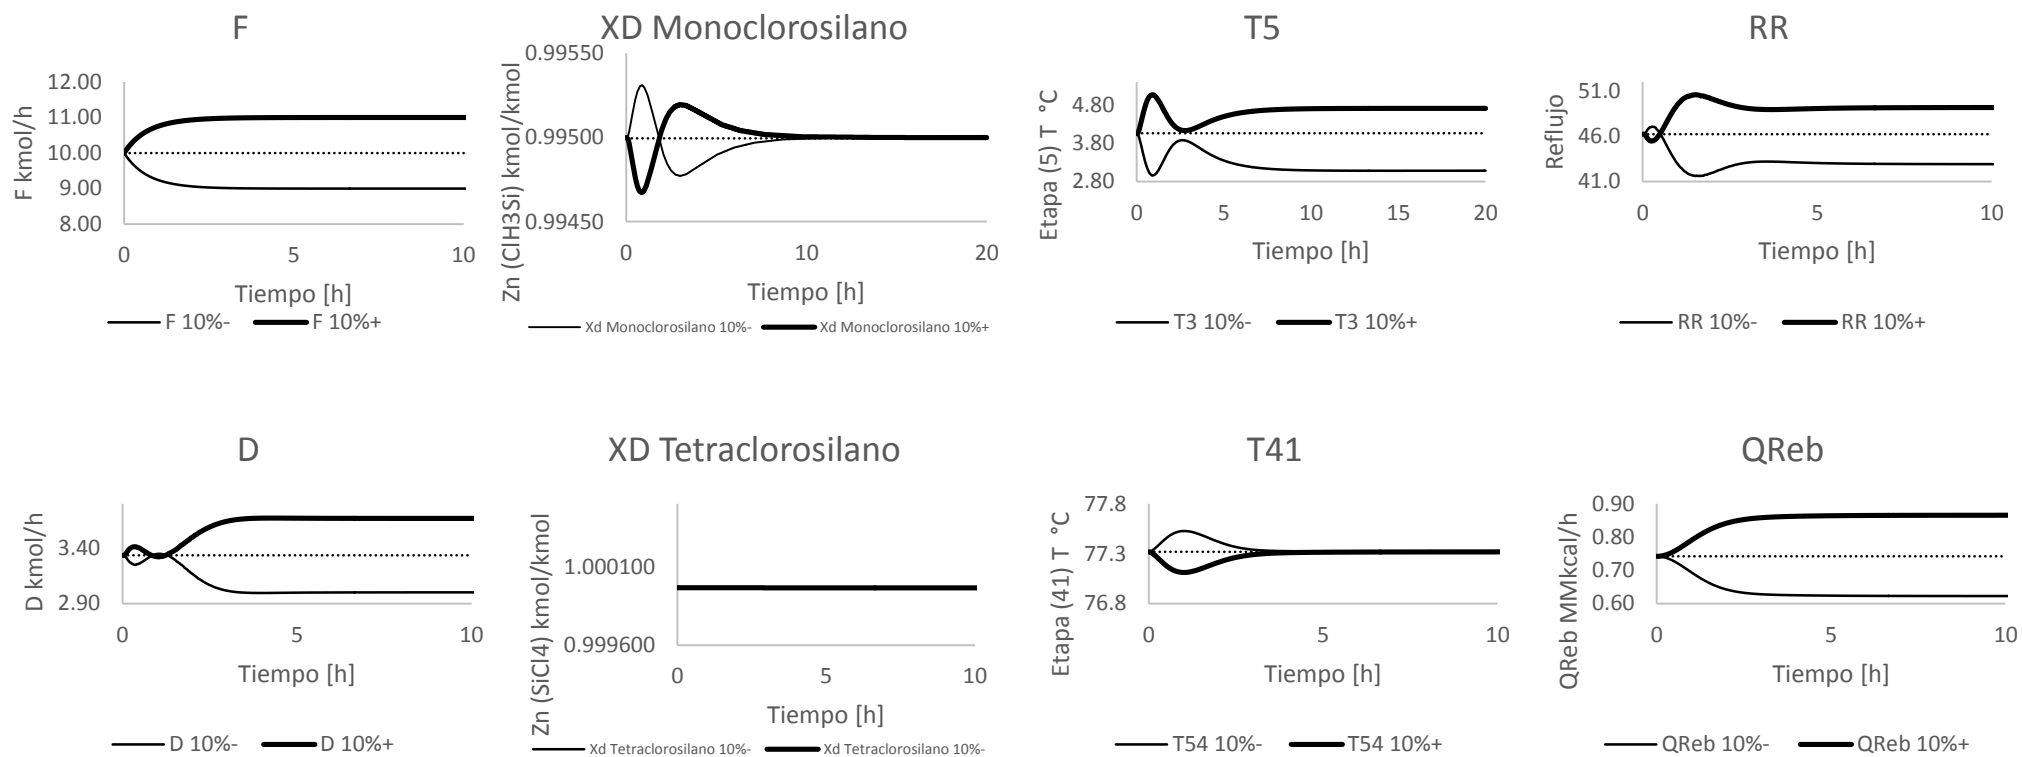 F
F kmol/h
12.00
11.00
10.00
9.00
8.00
0
5
10
Tiempo [h]
F 10%-
F 10%+
XD Monoclorosilano
Zn (ClH3Si) kmol/kmol
0.99550
0.99500
0.99450
0
10
20
Tiempo [h]
Xd Monoclorosilano 10%-
Xd Monoclorosilano 10%+
T5
Etapa (5) T °C
4.80
3.80
2.80
0
5
10
15
20
Tiempo [h]
T3 10%-
T3 10%+
RR
Reflujo
51.0
46.0
41.0
0
5
10
Tiempo [h]
RR 10%-
RR 10%+
D
D kmol/h
3.40
2.90
0
5
10
Tiempo [h]
D 10%-
D 10%+
XD Tetraclorosilano
Zn (SiCl4) kmol/kmol
1.000100
0.999600
0
5
10
Tiempo [h]
Xd Tetraclorosilano 10%-
Xd Tetraclorosilano 10%-
T41
Etapa (41) T °C
77.8
77.3
76.8
0
5
10
Tiempo [h]
T54 10%-
T54 10%+
QReb
QReb MMkcal/h
0.90
0.80
0.70
0.60
0
5
10
Tiempo [h]
QReb 10%-
QReb 10%+